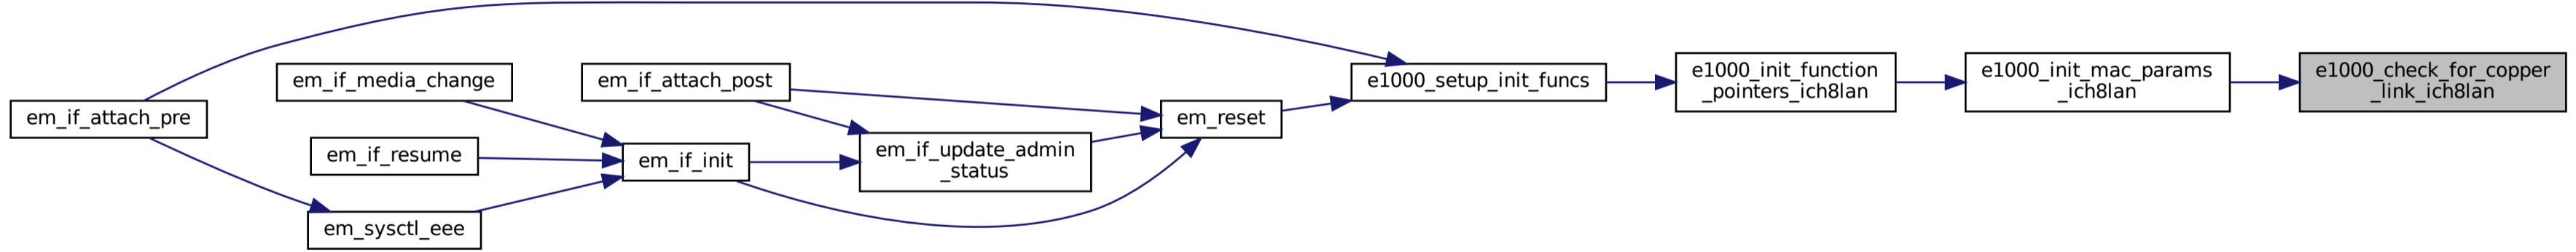 em_if_attach_pre
em_if_media_change
em_if_resume
em_sysctl_eee
em_if_attach_post
em_if_init
em_if_update_admin
_status
em_reset
e1000_setup_init_funcs
e1000_init_function
_pointers_ich8lan
e1000_init_mac_params
_ich8lan
e1000_check_for_copper
_link_ich8lan